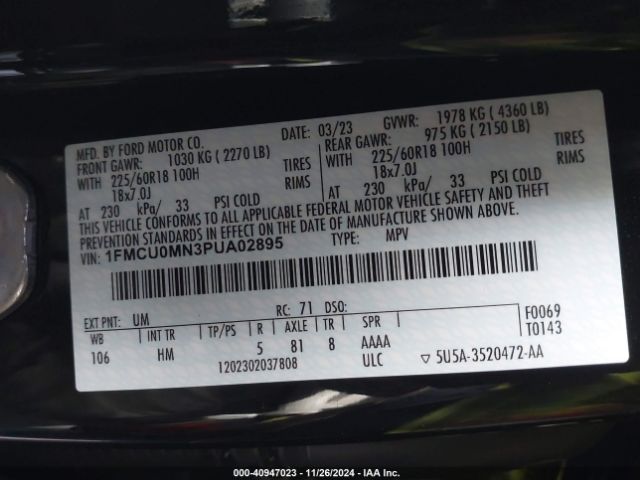 MFD. BY FORD MOTOR CO.
DATE: 03/23 GVWR: 1978 KG ( 4360 LB)
FRONT GAWR: 1030 KG ( 2270 LB) REAR GAWR: 975 KG ( 2150 LB)
WITH 225/60R18 100H TIRES WITH 225/60R18 100H TIRES
18x7.0J RIMS 18x7.0J RIMS
AT 230 kPa/ 33 PSI COLD AT 230 kPa/ 33 PSI COLD
THIS VEHICLE CONFORMS TO ALL APPLICABLE FEDERAL MOTOR VEHICLE SAFETY AND THEFT
PREVENTION STANDARDS IN EFFECT ON THE DATE OF MANUFACTURE SHOWN ABOVE.
VIN: 1FMCU0MN3PUA02895 TYPE: MPV
EXT PNT: UM RC: 71 DSO: F0069
WB INT TR TP/PS R AXLE TR SPR T0143
106 HM 5 81 8 AAAA
1202302037808 ULC ▽ 5U5A-3520472-AA
000-40947023 - 11/26/2024 - IAA Inc.